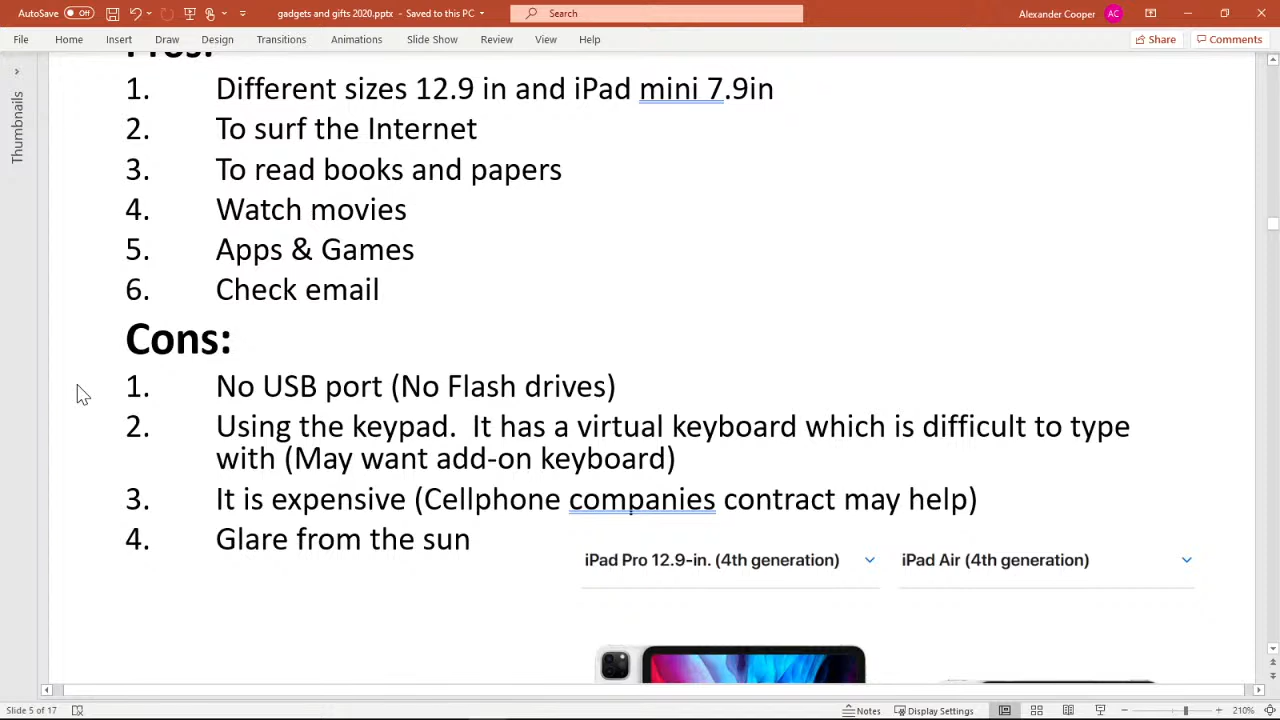 AutoSave Off gadgets and gifts 2020.pptx - Saved to this PC Search Alexander Cooper AC
File Home Insert Draw Design Transitions Animations Slide Show Review View Help Share Comments
Thumbnails
Pros:
1. Different sizes 12.9 in and iPad mini 7.9in
2. To surf the Internet
3. To read books and papers
4. Watch movies
5. Apps & Games
6. Check email
Cons:
1. No USB port (No Flash drives)
2. Using the keypad. It has a virtual keyboard which is difficult to type
with (May want add-on keyboard)
3. It is expensive (Cellphone companies contract may help)
4. Glare from the sun
iPad Pro 12.9-in. (4th generation) iPad Air (4th generation)
Slide 5 of 17 Notes Display Settings 210%